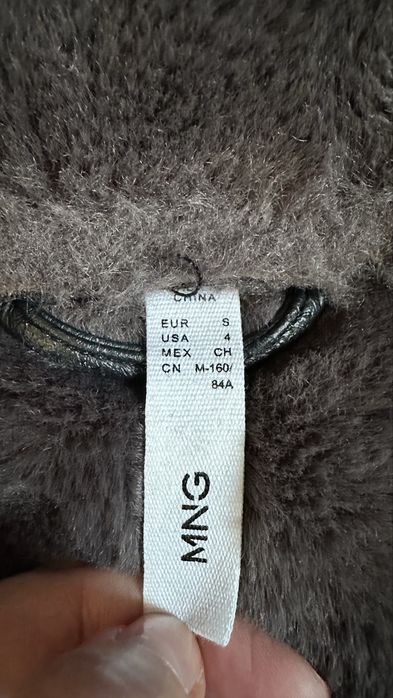 CHINA
EUR S
USA 4
MEX CH
CN M-160/
84A
MNG